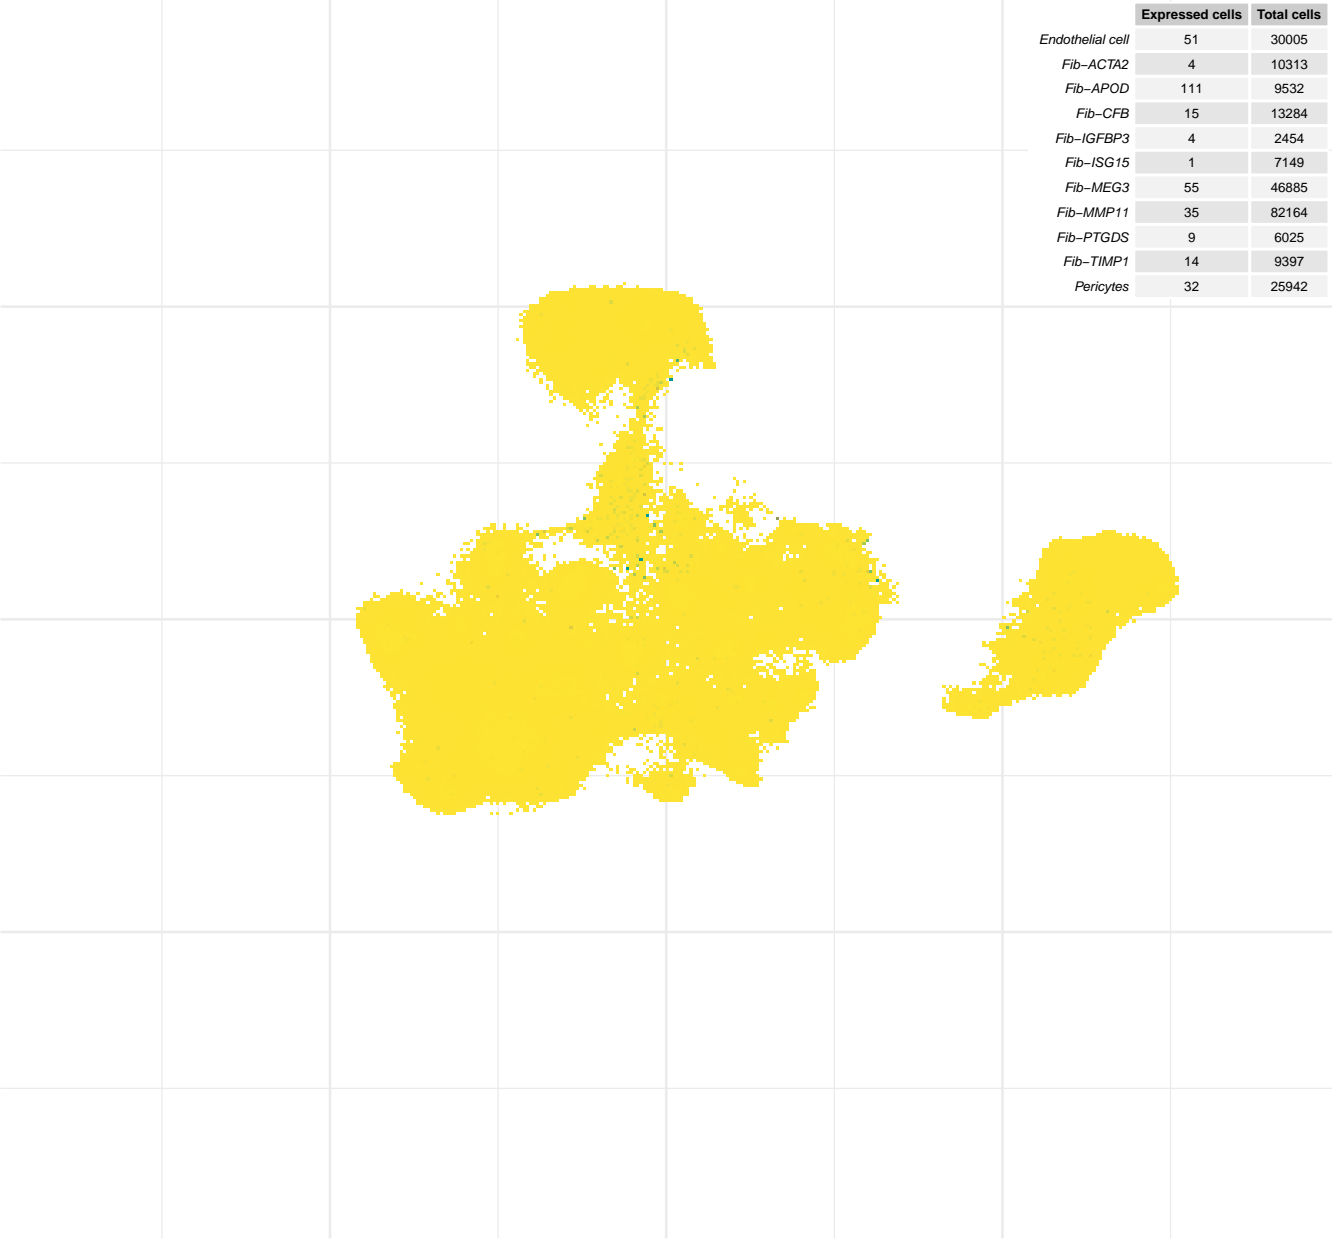 Expressed cells Total cells
Endothelial cell 51 30005
Fib−ACTA2 4 10313
Fib−APOD 111 9532
Fib−CFB 15 13284
Fib−IGFBP3 4 2454
Fib−ISG15 1 7149
Fib−MEG3 55 46885
Fib−MMP11 35 82164
Fib−PTGDS 9 6025
Fib−TIMP1 14 9397
Pericytes 32 25942